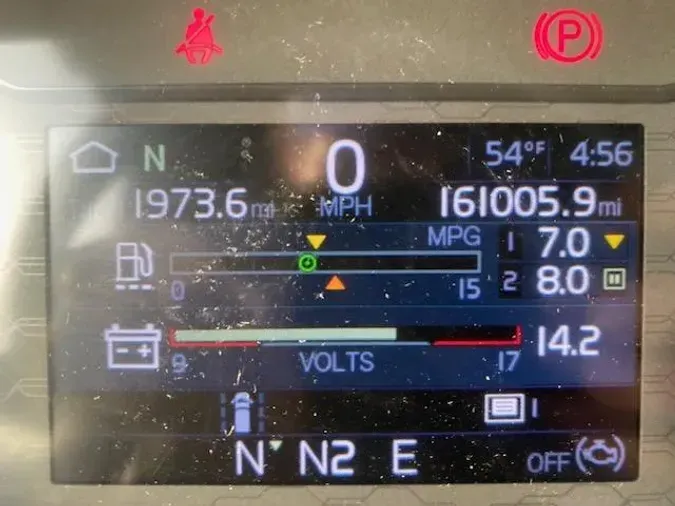 P
N 0 54°F 4:56
1973.6 mi MPH 161005.9 mi
MPG 1 7.0
0 15 2 8.0
9 VOLTS 17 14.2
1
N N2 E OFF